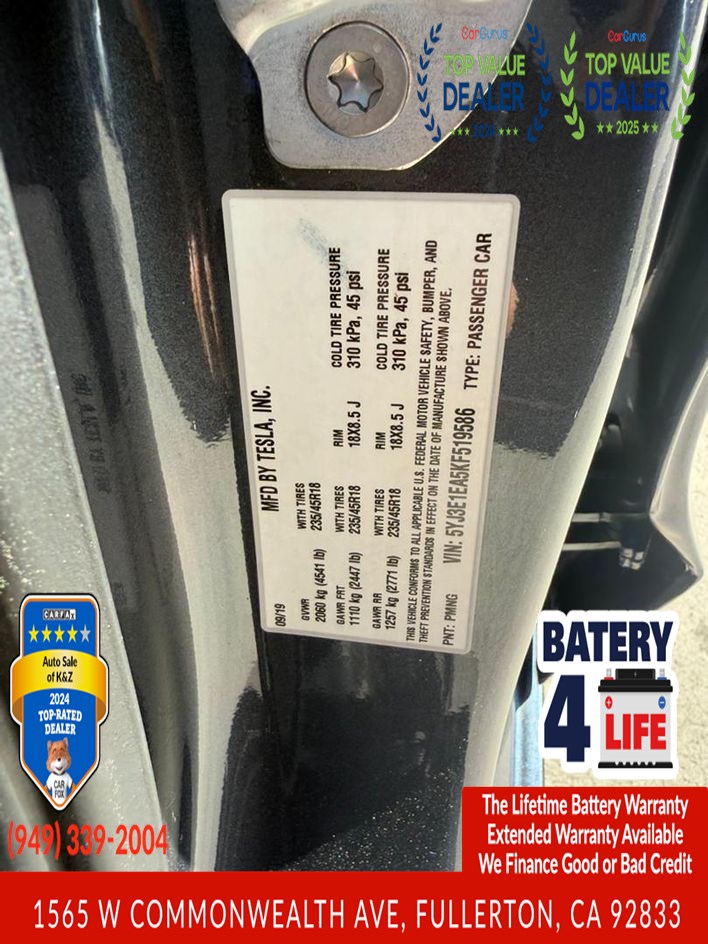 CarGurus
TOP VALUE
DEALER
CarGurus
TOP VALUE
DEALER
★★ 2025 ★★
MFD BY TESLA, INC.
09/19
GVWR
2060 kg (4541 lb)
WITH TIRES
235/45R18
GAWR FRT
1110 kg (2447 lb)
WITH TIRES
235/45R18
RIM
18X8.5 J
COLD TIRE PRESSURE
310 kPa, 45 psi
GAWR RR
1257 kg (2771 lb)
WITH TIRES
235/45R18
RIM
18X8.5 J
COLD TIRE PRESSURE
310 kPa, 45 psi
THIS VEHICLE CONFORMS TO ALL APPLICABLE U.S. FEDERAL MOTOR VEHICLE SAFETY, BUMPER, AND
THEFT PREVENTION STANDARDS IN EFFECT ON THE DATE OF MANUFACTURE SHOWN ABOVE.
PNT: PMNG VIN: 5YJ3E1EA5KF519586 TYPE: PASSENGER CAR
CARFAX
Auto Sale
of K&Z
2024
TOP-RATED
DEALER
CAR
FOX
(949) 339-2004
BATERY
4
LIFE
The Lifetime Battery Warranty
Extended Warranty Available
We Finance Good or Bad Credit
1565 W COMMONWEALTH AVE, FULLERTON, CA 92833